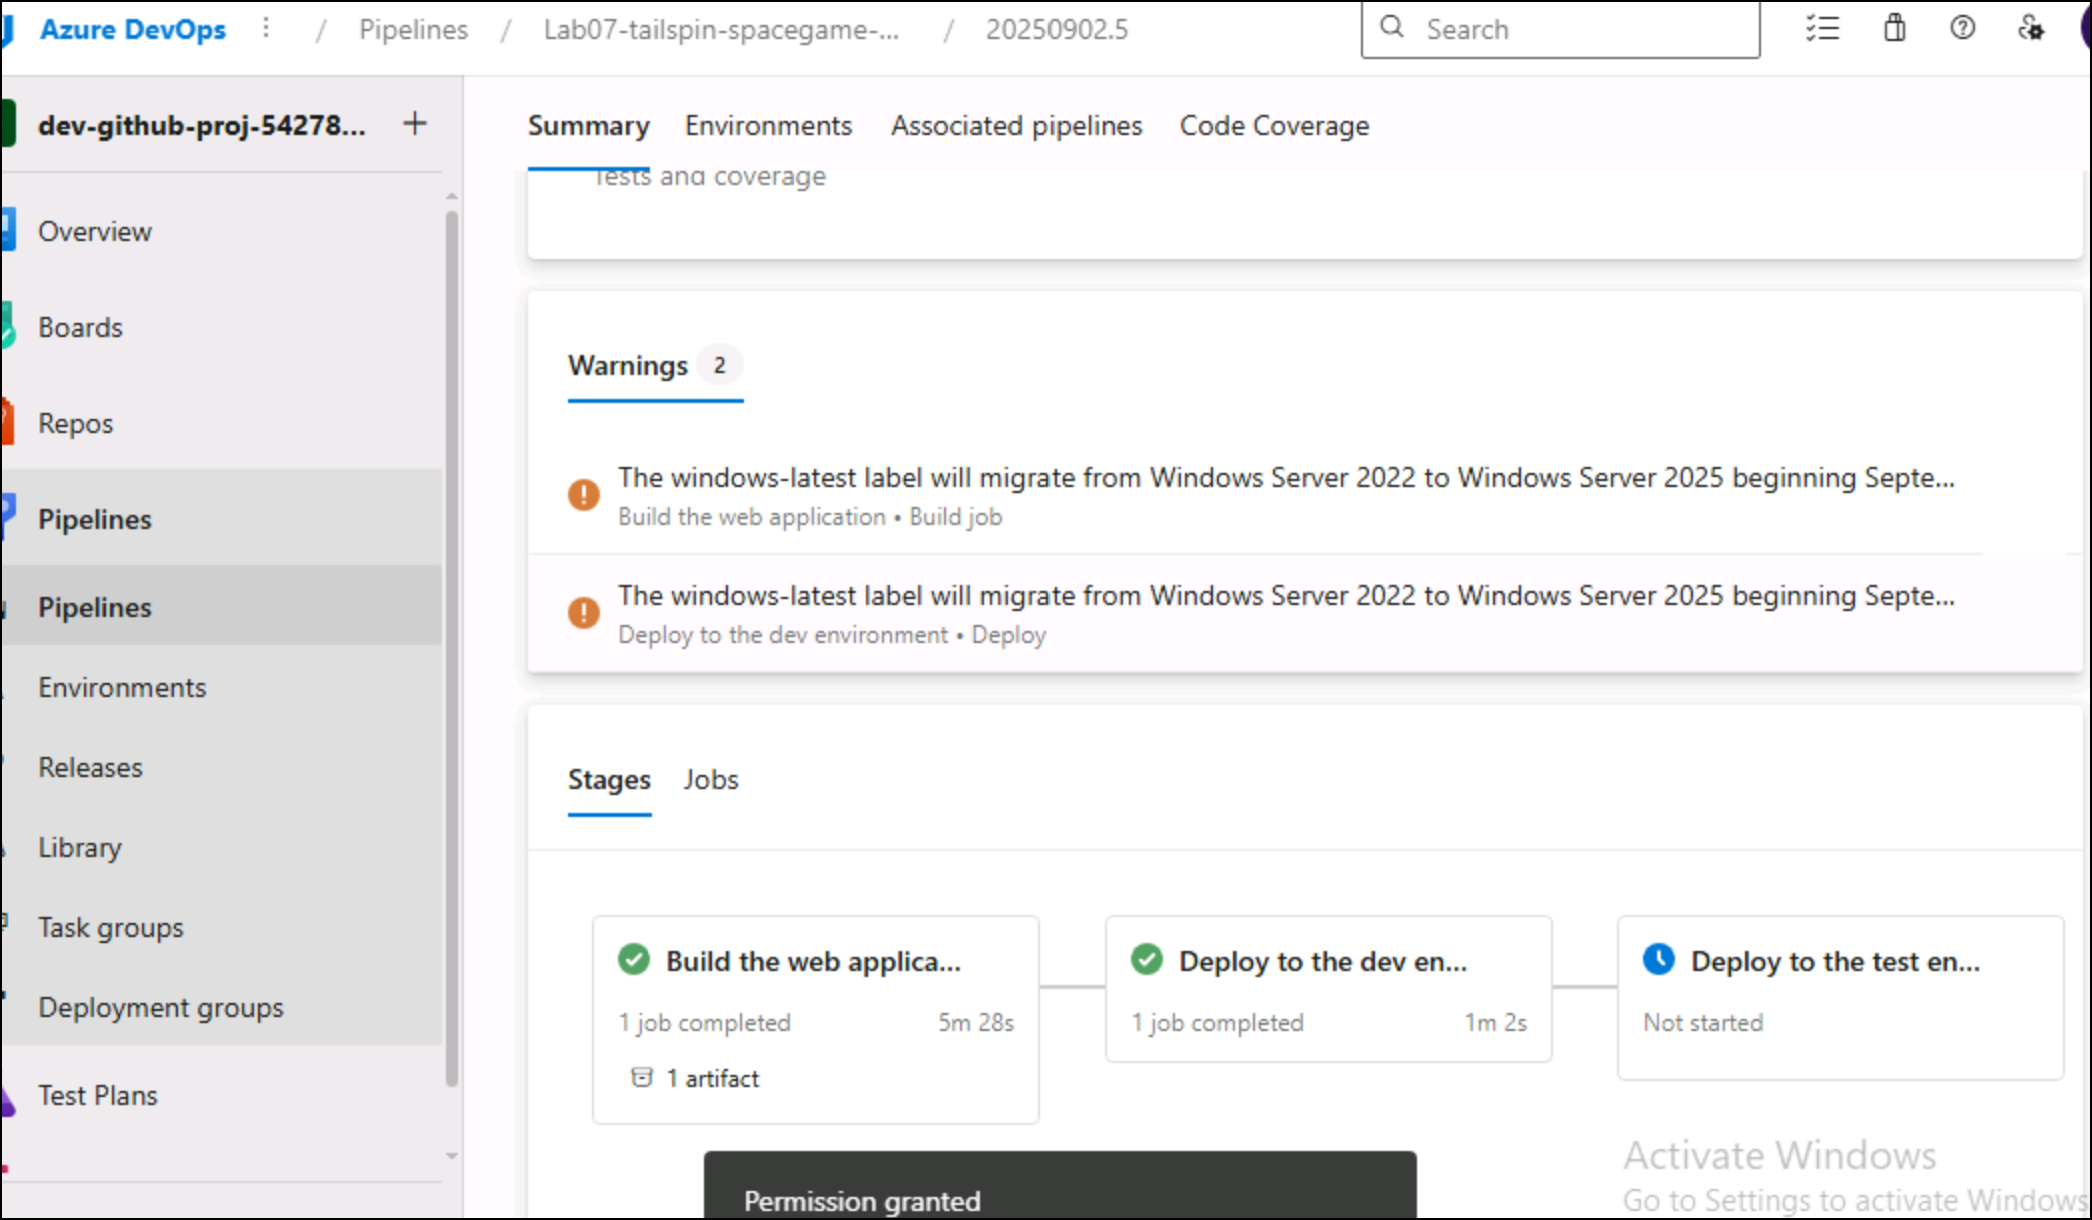 Azure DevOps / Pipelines / Lab07-tailspin-spacegame-... / 20250902.5
Search
dev-github-proj-54278... +
Overview
Boards
Repos
Pipelines
Pipelines
Environments
Releases
Library
Task groups
Deployment groups
Test Plans
Summary Environments Associated pipelines Code Coverage
Tests and coverage
Warnings 2
The windows-latest label will migrate from Windows Server 2022 to Windows Server 2025 beginning Septe...
Build the web application • Build job
The windows-latest label will migrate from Windows Server 2022 to Windows Server 2025 beginning Septe...
Deploy to the dev environment • Deploy
Stages Jobs
Build the web applica...
1 job completed 5m 28s
1 artifact
Deploy to the dev en...
1 job completed 1m 2s
Deploy to the test en...
Not started
Permission granted
Activate Windows
Go to Settings to activate Windows